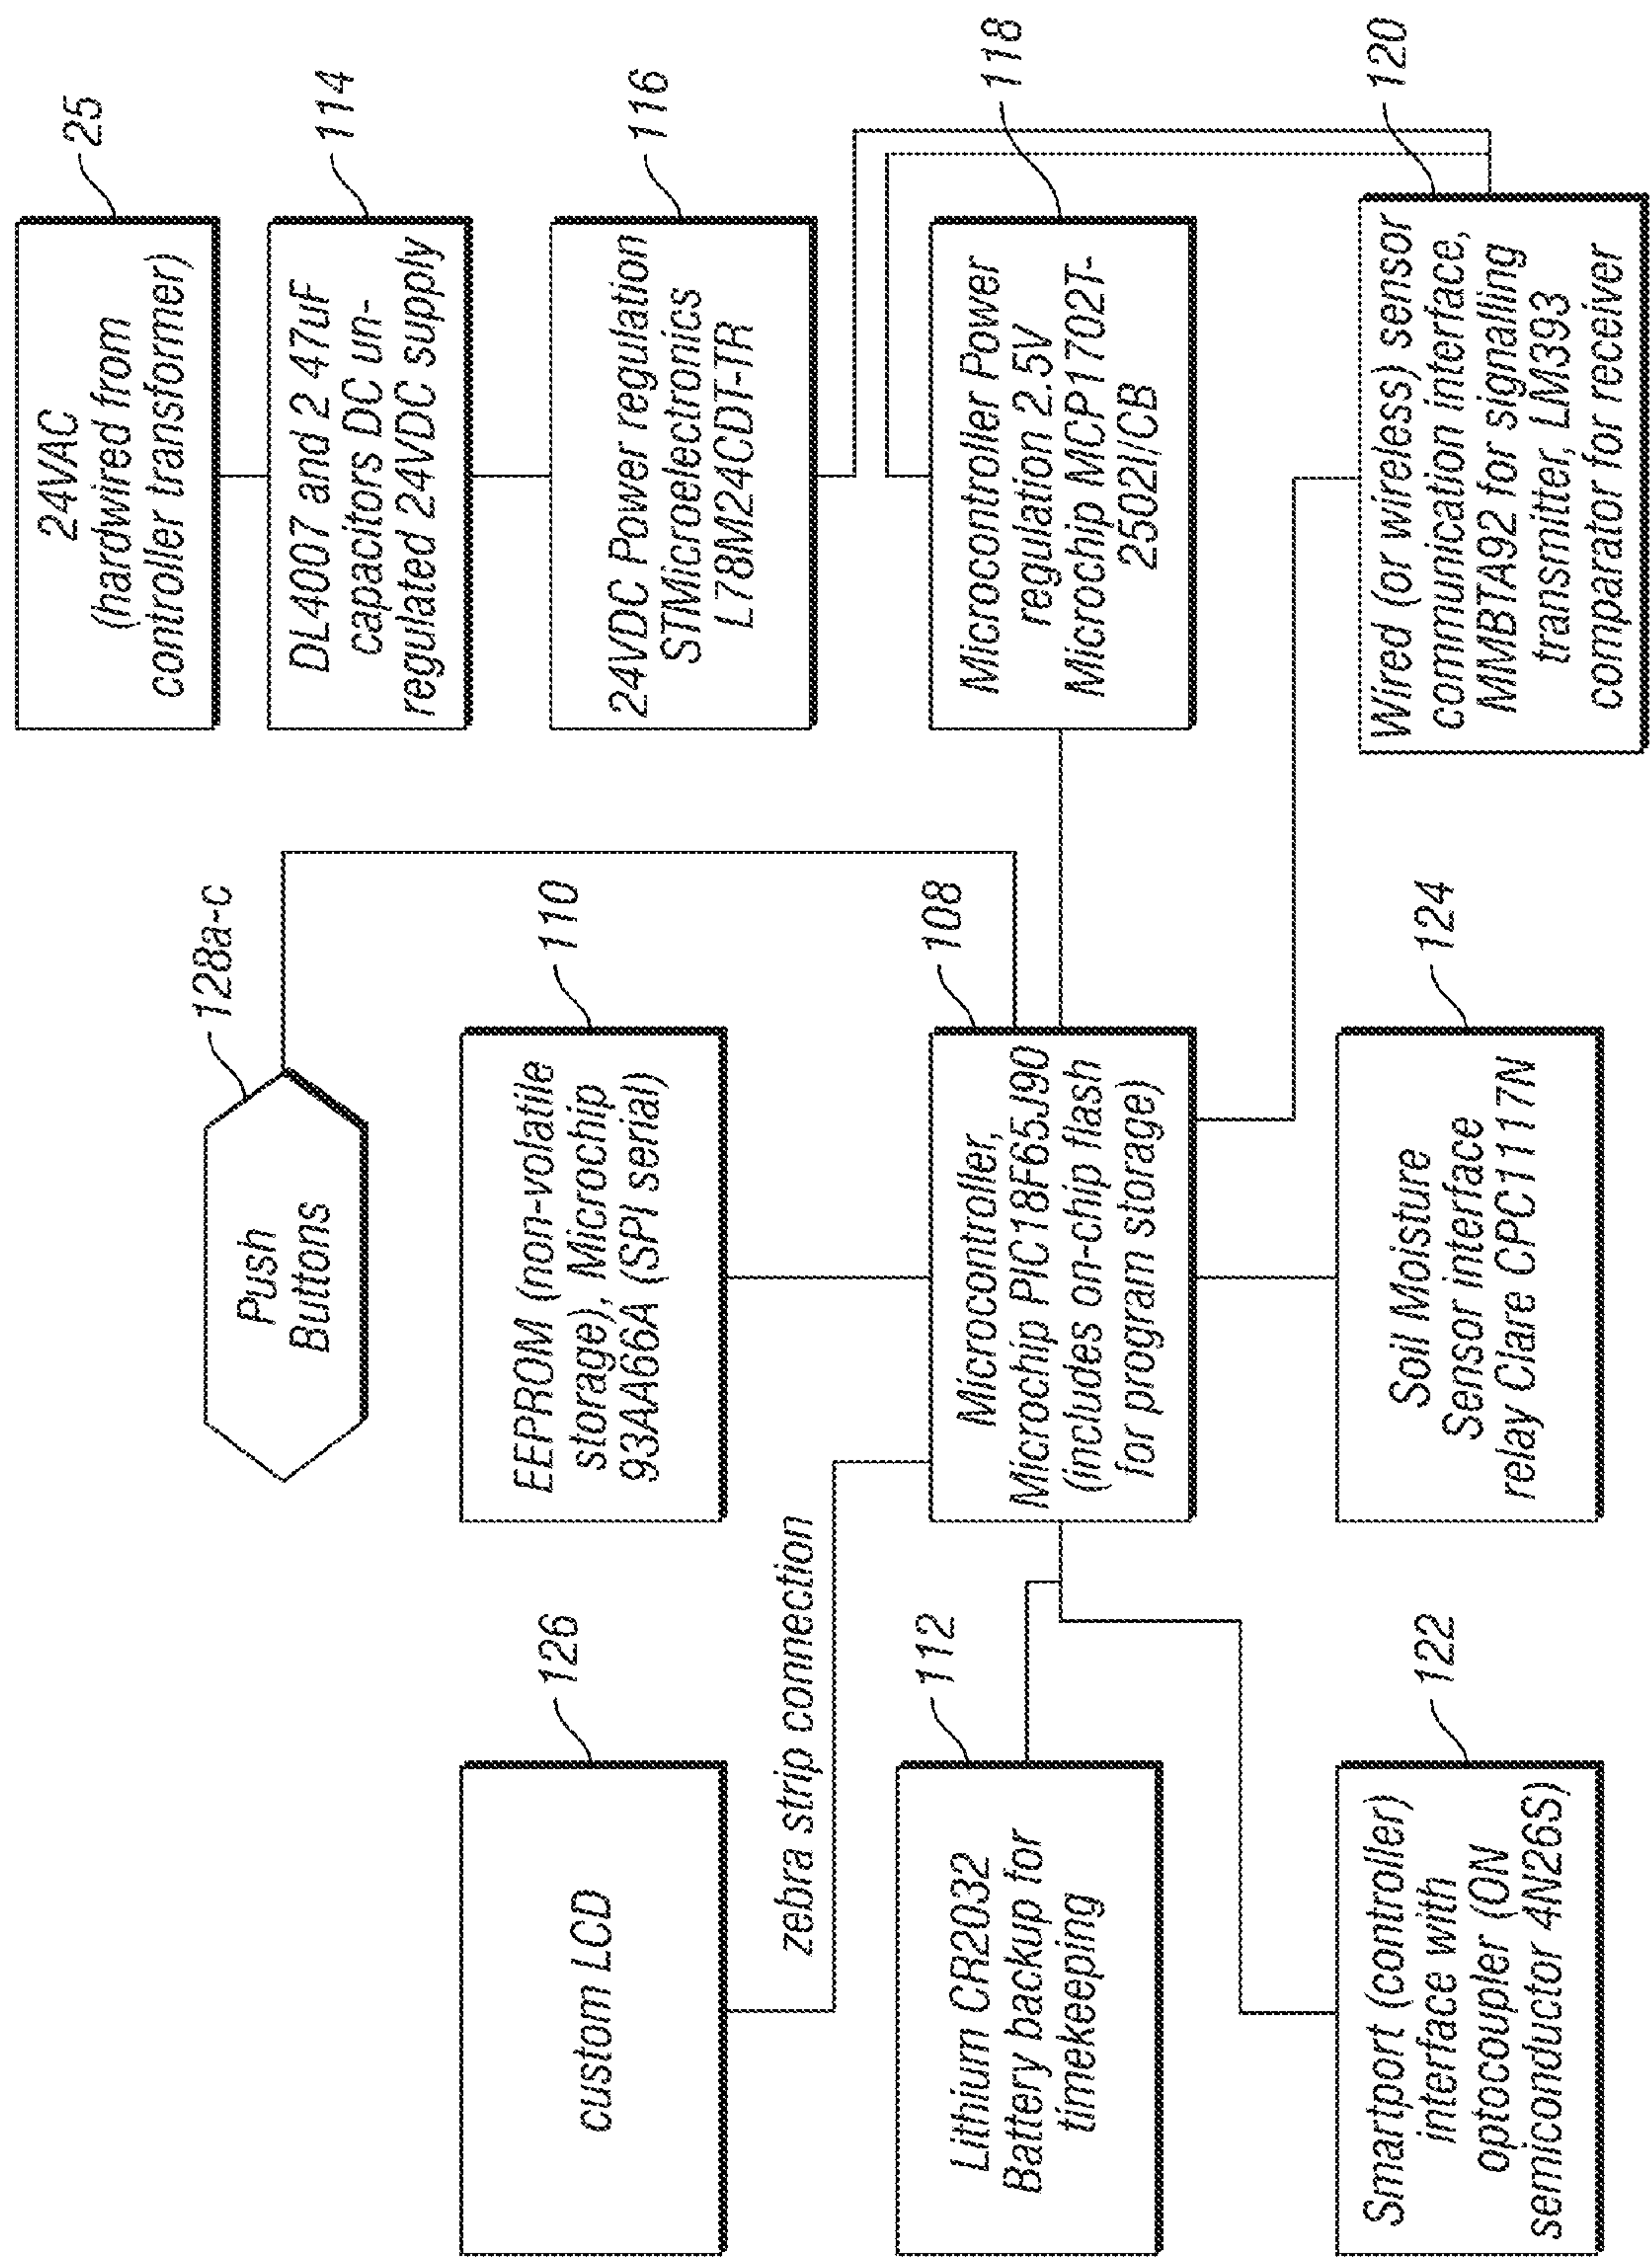 24VAC
(hardwired from
controller transformer)
25
DL4007 and 2 47uF
capacitors DC un-
regulated 24VDC supply
114
24VDC Power regulation
STMicroelectronics
L78M24CDT-TR
116
Microcontroller Power
regulation 2.5V
Microchip MCP1702T-
2502I/CB
118
Wired (or wireless) sensor
communication interface,
MMBTA92 for signalling
transmitter, LM393
comparator for receiver
120
Push
Buttons
128a-c
EEPROM (non-volatile
storage), Microchip
93AA66A (SPI serial)
110
Microcontroller,
Microchip PIC18F65J90
(includes on-chip flash
for program storage)
108
Soil Moisture
Sensor interface
relay Clare CPC1117N
124
custom LCD
126
zebra strip connection
Lithium CR2032
Battery backup for
timekeeping
112
Smartport (controller)
interface with
optocoupler (ON
semiconductor 4N26S)
122